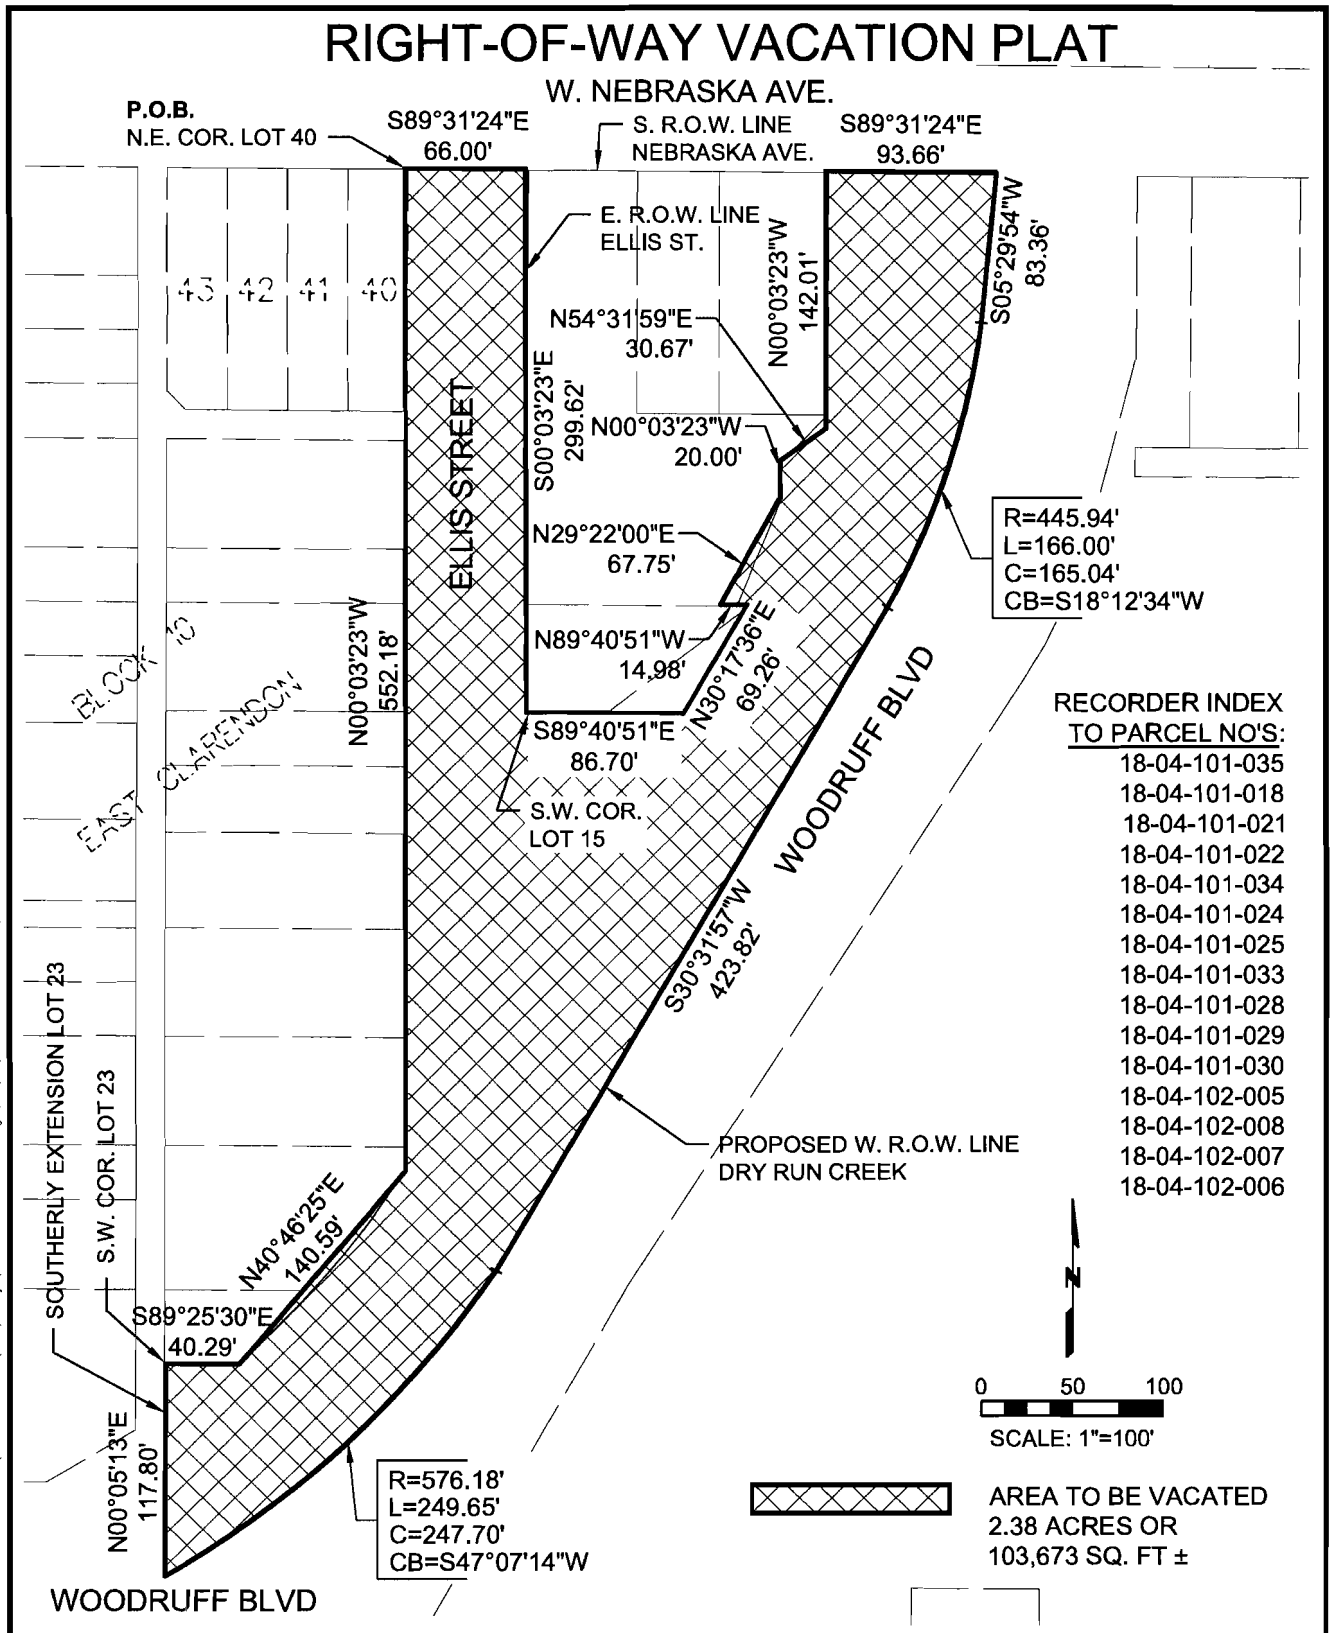 RIGHT-OF-WAY VACATION PLAT
W. NEBRASKA AVE.
P.O.B.
N.E. COR. LOT 40
S89°31'24"E
66.00'
S. R.O.W. LINE
NEBRASKA AVE.
S89°31'24"E
93.66'
E. R.O.W. LINE
ELLIS ST.
S05°29'54"W
83.36'
N00°03'23"W
142.01'
43 42 41 40
N54°31'59"E
30.67'
ELLIS STREET
S00°03'23"E
299.62'
N00°03'23"W
20.00'
R=445.94'
L=166.00'
C=165.04'
CB=S18°12'34"W
N29°22'00"E
67.75'
N00°03'23"W
552.18'
N89°40'51"W
14.98'
N30°17'36"E
69.26'
BLOCK 10
EAST CLARENDON
S89°40'51"E
86.70'
S.W. COR.
LOT 15
WOODRUFF BLVD
RECORDER INDEX
TO PARCEL NO'S:
18-04-101-035
18-04-101-018
18-04-101-021
18-04-101-022
18-04-101-034
18-04-101-024
18-04-101-025
18-04-101-033
18-04-101-028
18-04-101-029
18-04-101-030
18-04-102-005
18-04-102-008
18-04-102-007
18-04-102-006
S30°31'57"W
423.82'
SOUTHERLY EXTENSION LOT 23
S.W. COR. LOT 23
PROPOSED W. R.O.W. LINE
DRY RUN CREEK
N40°46'25"E
140.59'
S89°25'30"E
40.29'
N
0 50 100
SCALE: 1"=100'
N00°05'13"E
117.80'
R=576.18'
L=249.65'
C=247.70'
CB=S47°07'14"W
AREA TO BE VACATED
2.38 ACRES OR
103,673 SQ. FT ±
WOODRUFF BLVD